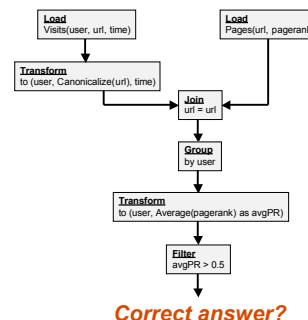 Load
Visits(user, url, time)
Load
Pages(url, pagerank
Transform
to (user, Canonicalize(url), time)
Join
url = url
Group
by user
Transform
to (user, Average(pagerank) as avgPR)
Filter
avgPR > 0.5
Correct answer?